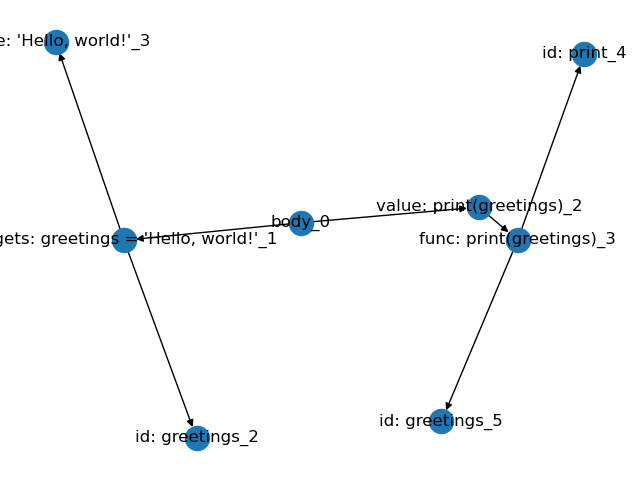 e: 'Hello, world!'_3
id: print_4
value: print(greetings)_2
body_0
gets: greetings = 'Hello, world!'_1
func: print(greetings)_3
id: greetings_5
id: greetings_2